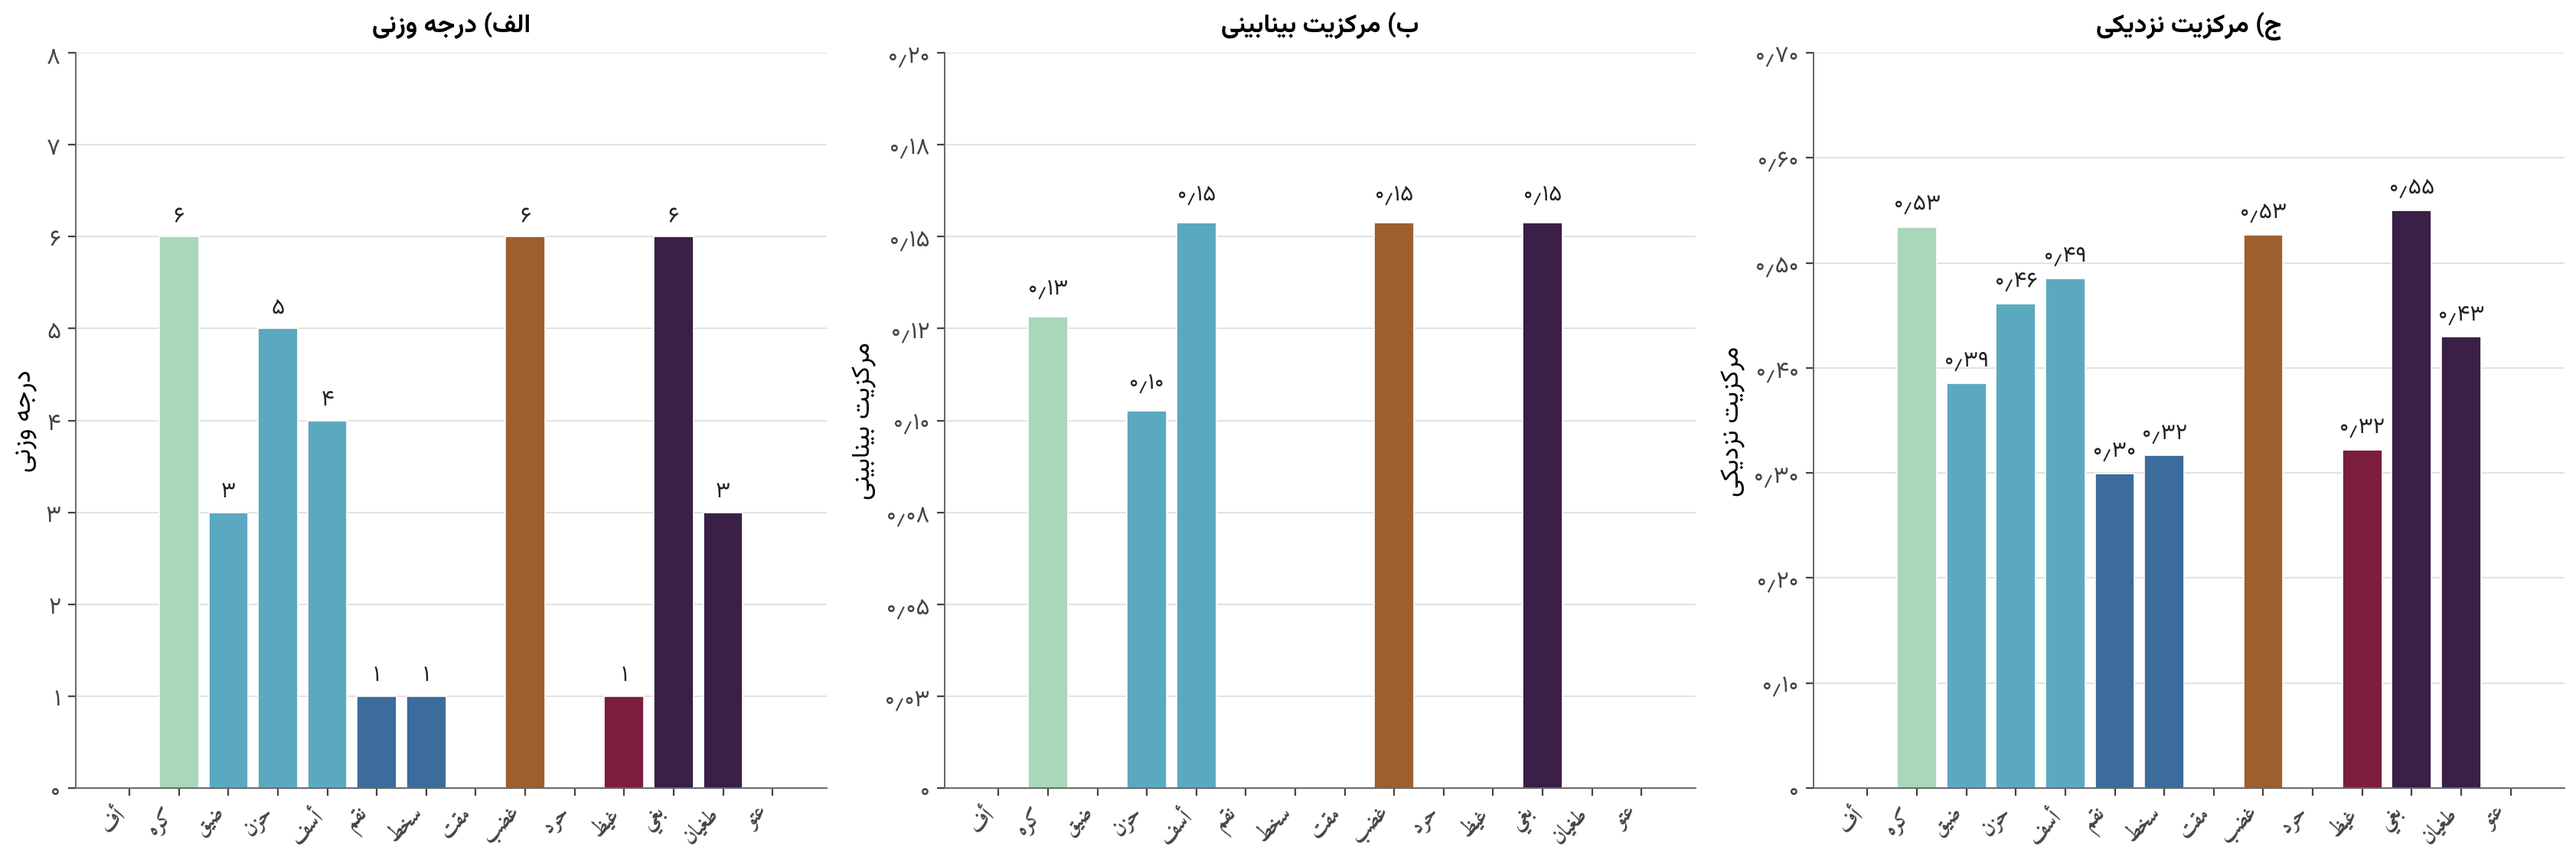 الف) درجه وزنی
درجه وزنی
۸
۷
۶
۵
۴
۳
۲
۱
۰
۶
۳
۵
۴
۱
۱
۶
۱
۶
۳
أف
کره
ضیق
حزن
أسف
نقم
سخط
مقت
غضب
حرد
غیظ
بغي
طغیان
عتو
ب) مرکزیت بینابینی
مرکزیت بینابینی
۰٫۲۰
۰٫۱۸
۰٫۱۵
۰٫۱۲
۰٫۱۰
۰٫۰۸
۰٫۰۵
۰٫۰۳
۰
۰٫۱۳
۰٫۱۰
۰٫۱۵
۰٫۱۵
۰٫۱۵
أف
کره
ضیق
حزن
أسف
نقم
سخط
مقت
غضب
حرد
غیظ
بغي
طغیان
عتو
ج) مرکزیت نزدیکی
مرکزیت نزدیکی
۰٫۷۰
۰٫۶۰
۰٫۵۰
۰٫۴۰
۰٫۳۰
۰٫۲۰
۰٫۱۰
۰
۰٫۵۳
۰٫۳۹
۰٫۴۶
۰٫۴۹
۰٫۳۰
۰٫۳۲
۰٫۵۳
۰٫۳۲
۰٫۵۵
۰٫۴۳
أف
کره
ضیق
حزن
أسف
نقم
سخط
مقت
غضب
حرد
غیظ
بغي
طغیان
عتو